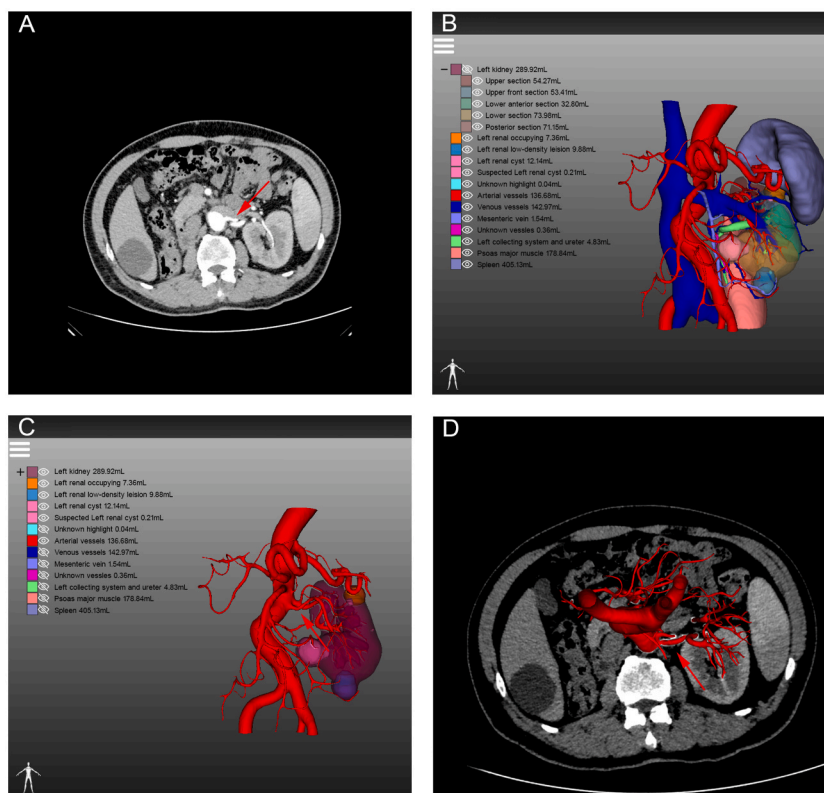 A
B
− Left kidney 289.92mL
Upper section 54.27mL
Upper front section 53.41mL
Lower anterior section 32.80mL
Lower section 73.98mL
Posterior section 71.15mL
Left renal occupying 7.36mL
Left renal low-density leision 9.88mL
Left renal cyst 12.14mL
Suspected Left renal cyst 0.21mL
Unknown highlight 0.04mL
Arterial vessels 136.68mL
Venous vessels 142.97mL
Mesenteric vein 1.54mL
Unknown vessles 0.36mL
Left collecting system and ureter 4.83mL
Psoas major muscle 178.84mL
Spleen 405.13mL
C
+ Left kidney 289.92mL
Left renal occupying 7.36mL
Left renal low-density leision 9.88mL
Left renal cyst 12.14mL
Suspected Left renal cyst 0.21mL
Unknown highlight 0.04mL
Arterial vessels 136.68mL
Venous vessels 142.97mL
Mesenteric vein 1.54mL
Unknown vessles 0.36mL
Left collecting system and ureter 4.83mL
Psoas major muscle 178.84mL
Spleen 405.13mL
D